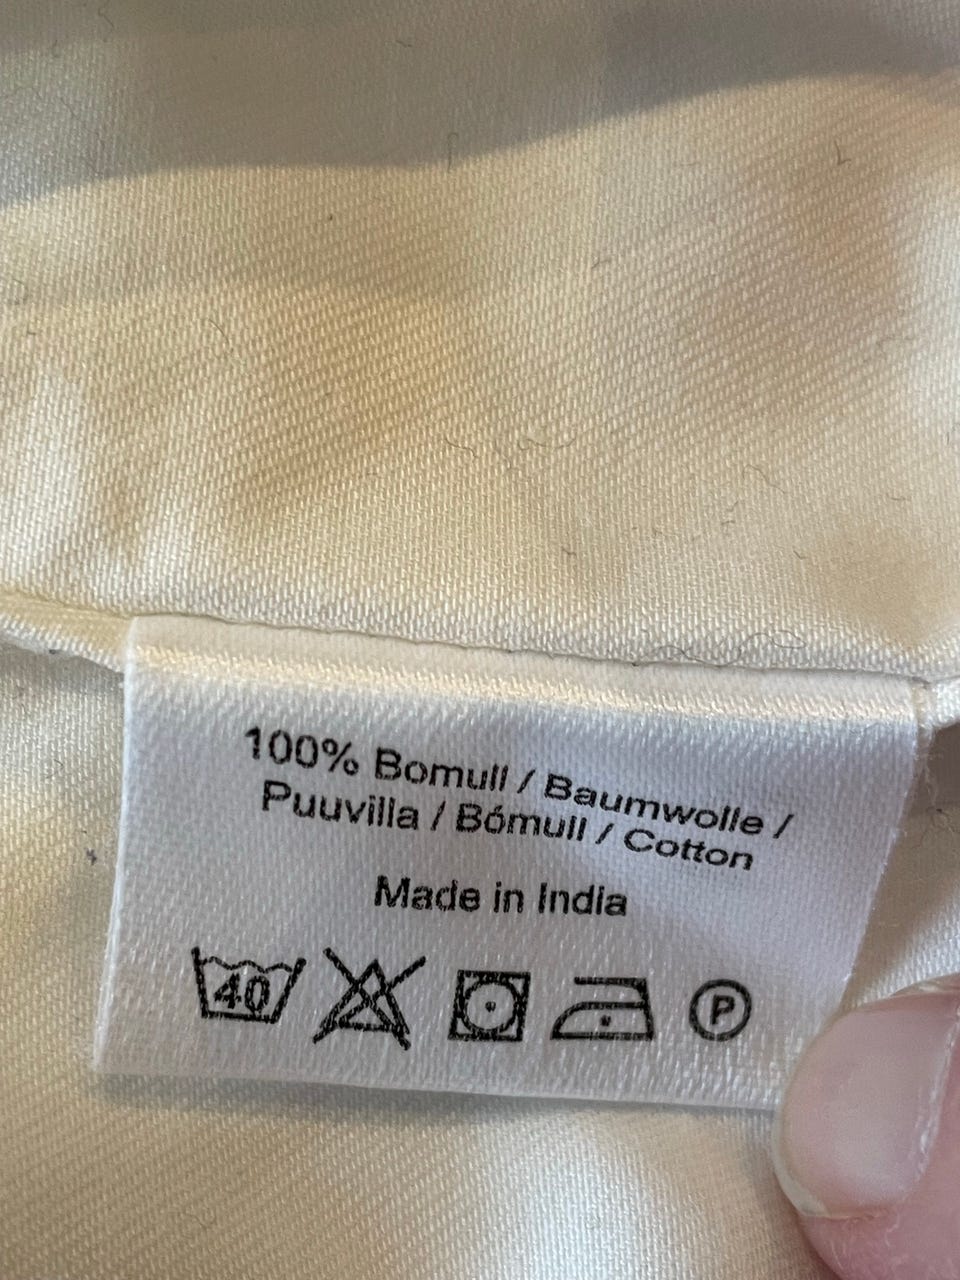 100% Bomull / Baumwolle /
Puuvilla / Bómull / Cotton
Made in India
40 P